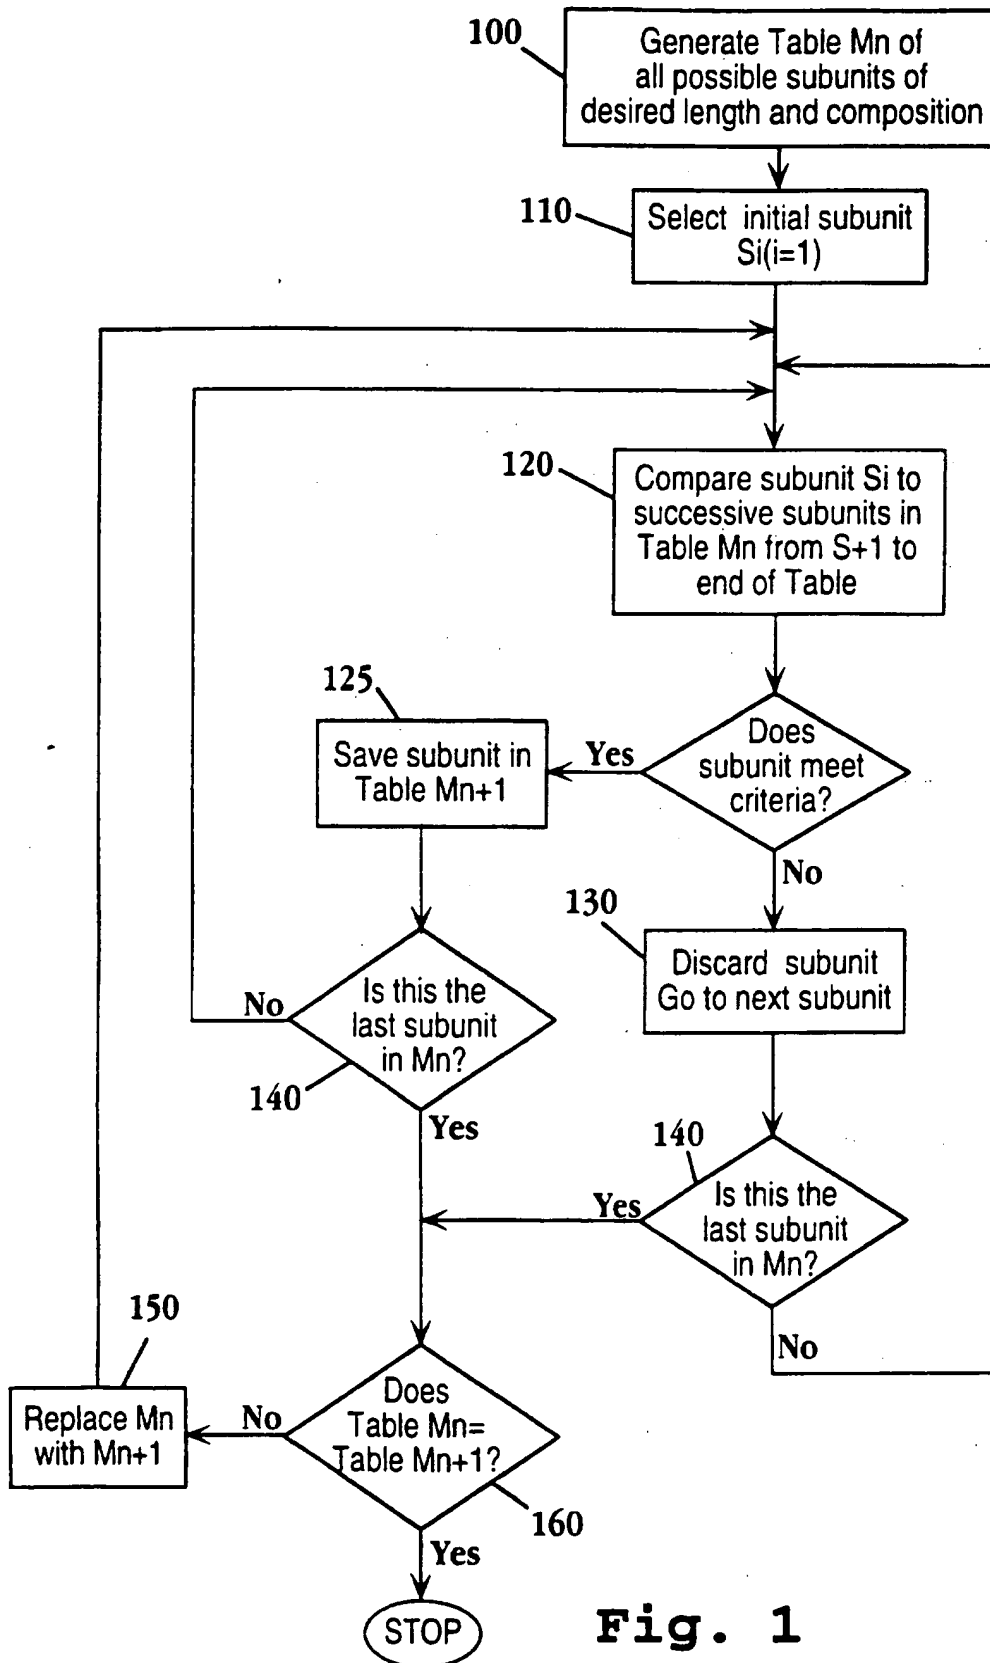 100
Generate Table Mn of
all possible subunits of
desired length and composition
110
Select initial subunit
Si(i=1)
120
Compare subunit Si to
successive subunits in
Table Mn from S+1 to
end of Table
125
Save subunit in
Table Mn+1
Yes
Does
subunit meet
criteria?
No
130
Discard subunit
Go to next subunit
No
Is this the
last subunit
in Mn?
140
Yes
140
Yes
Is this the
last subunit
in Mn?
No
150
Replace Mn
with Mn+1
No
Does
Table Mn=
Table Mn+1?
160
Yes
STOP
Fig. 1